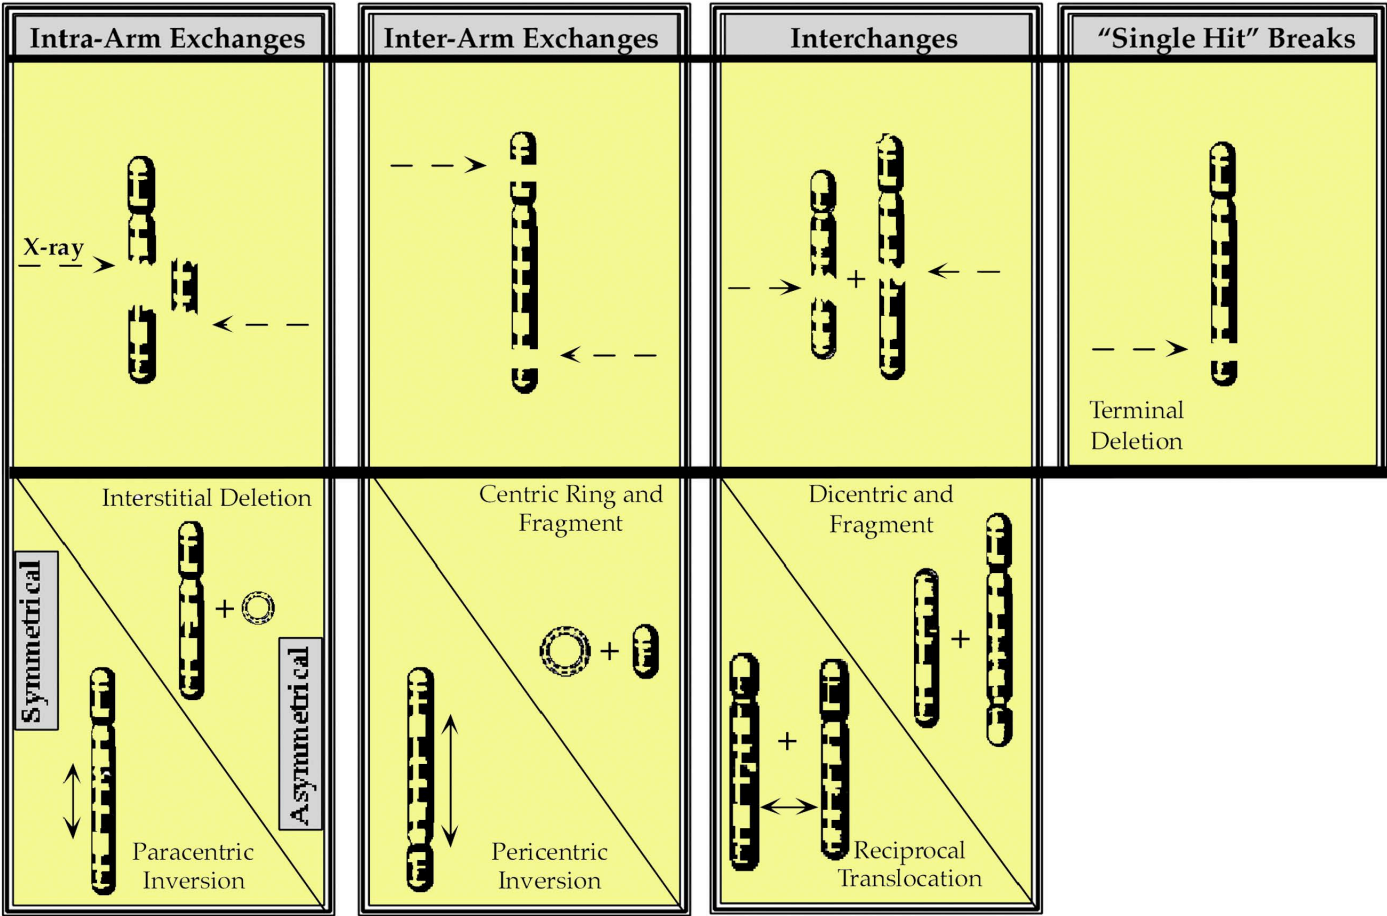 Intra-Arm Exchanges
Inter-Arm Exchanges
Interchanges
“Single Hit” Breaks
X-ray
+
Terminal
Deletion
Interstitial Deletion
+
Symmetrical
Asymmetrical
Paracentric
Inversion
Centric Ring and
Fragment
+
Pericentric
Inversion
Dicentric and
Fragment
+
+
Reciprocal
Translocation